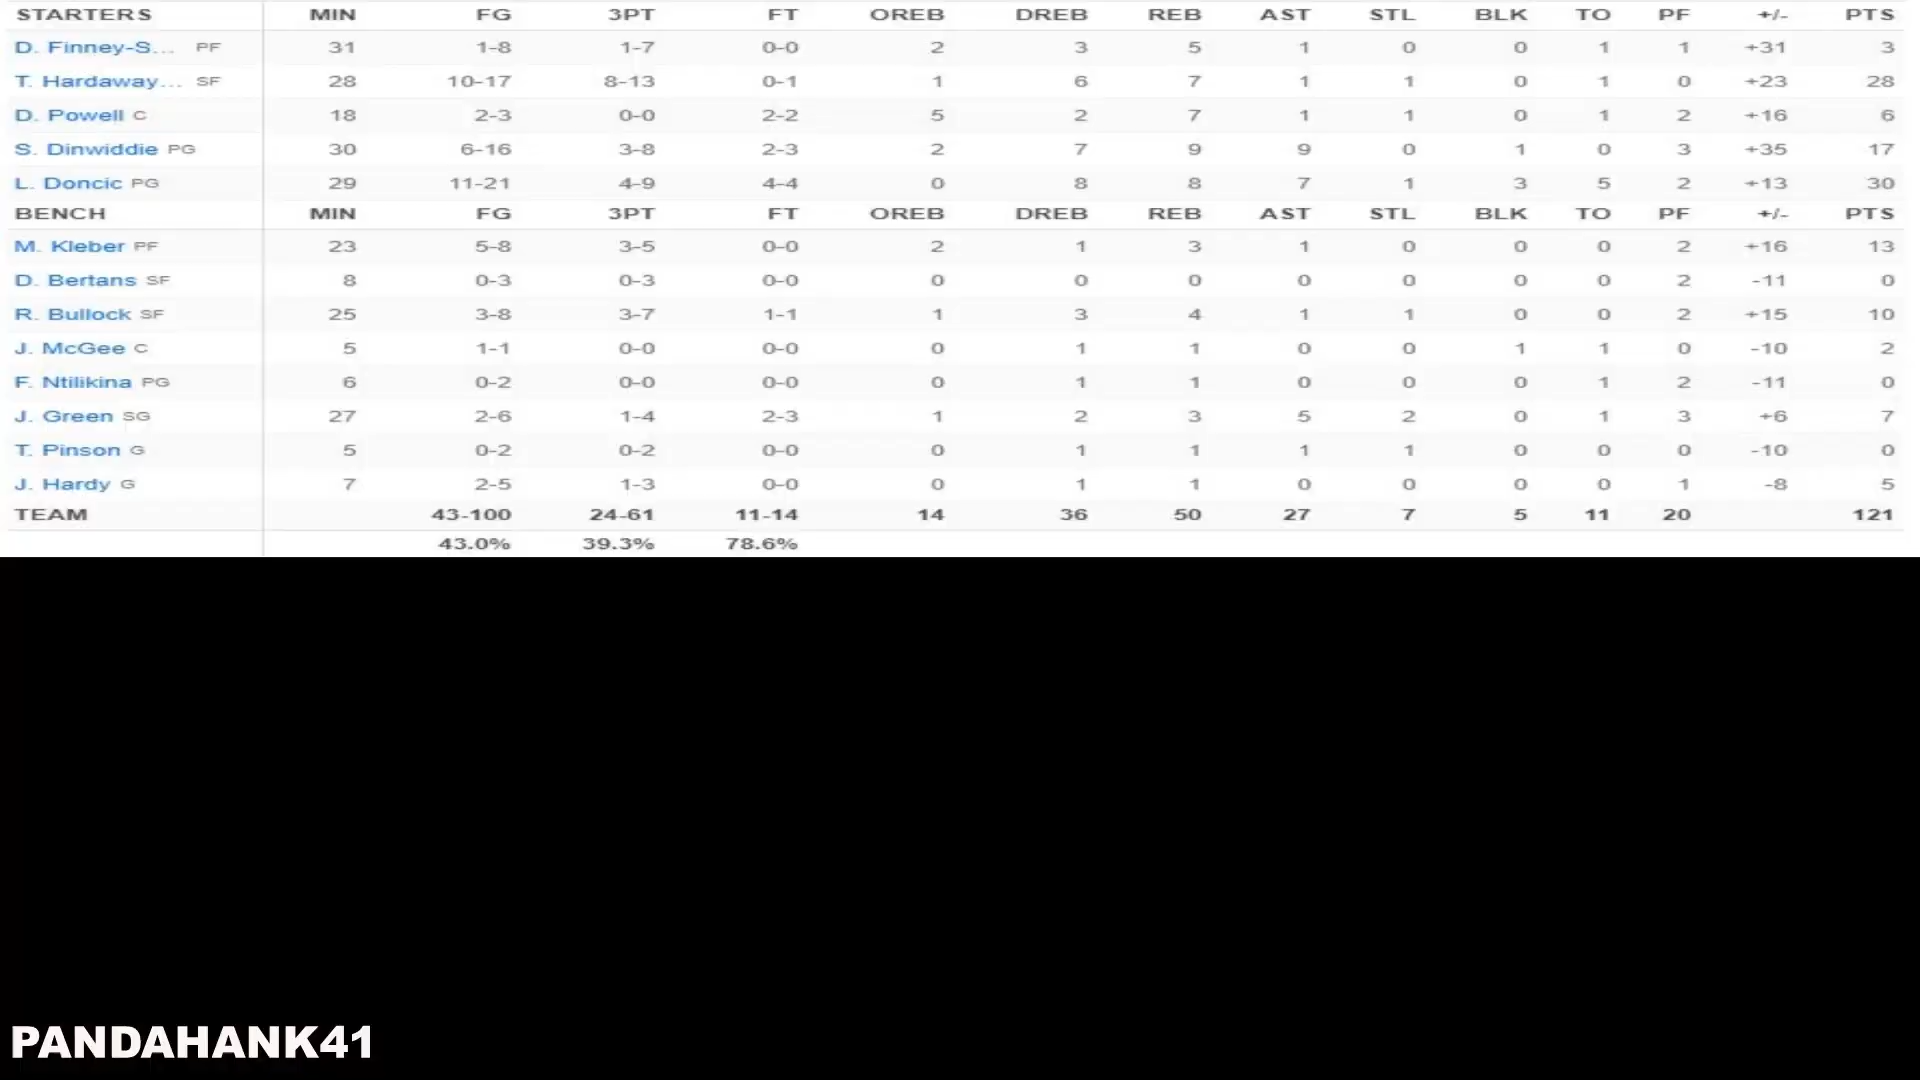 STARTERS MIN FG 3PT FT OREB DREB REB AST STL BLK TO PF +/- PTS
D. Finney-S... PF 31 1-8 1-7 0-0 2 3 5 1 0 0 1 1 +31 3
T. Hardaway... SF 28 10-17 8-13 0-1 1 6 7 1 1 0 1 0 +23 28
D. Powell C 18 2-3 0-0 2-2 5 2 7 1 1 0 1 2 +16 6
S. Dinwiddie PG 30 6-16 3-8 2-3 2 7 9 9 0 1 0 3 +35 17
L. Doncic PG 29 11-21 4-9 4-4 0 8 8 7 1 3 5 2 +13 30
BENCH MIN FG 3PT FT OREB DREB REB AST STL BLK TO PF +/- PTS
M. Kleber PF 23 5-8 3-5 0-0 2 1 3 1 0 0 0 2 +16 13
D. Bertans SF 8 0-3 0-3 0-0 0 0 0 0 0 0 0 2 -11 0
R. Bullock SF 25 3-8 3-7 1-1 1 3 4 1 1 0 0 2 +15 10
J. McGee C 5 1-1 0-0 0-0 0 1 1 0 0 1 1 0 -10 2
F. Ntilikina PG 6 0-2 0-0 0-0 0 1 1 0 0 0 1 2 -11 0
J. Green SG 27 2-6 1-4 2-3 1 2 3 5 2 0 1 3 +6 7
T. Pinson G 5 0-2 0-2 0-0 0 1 1 1 1 0 0 0 -10 0
J. Hardy G 7 2-5 1-3 0-0 0 1 1 0 0 0 0 1 -8 5
TEAM 43-100 24-61 11-14 14 36 50 27 7 5 11 20 121
43.0% 39.3% 78.6%
PANDAHANK41